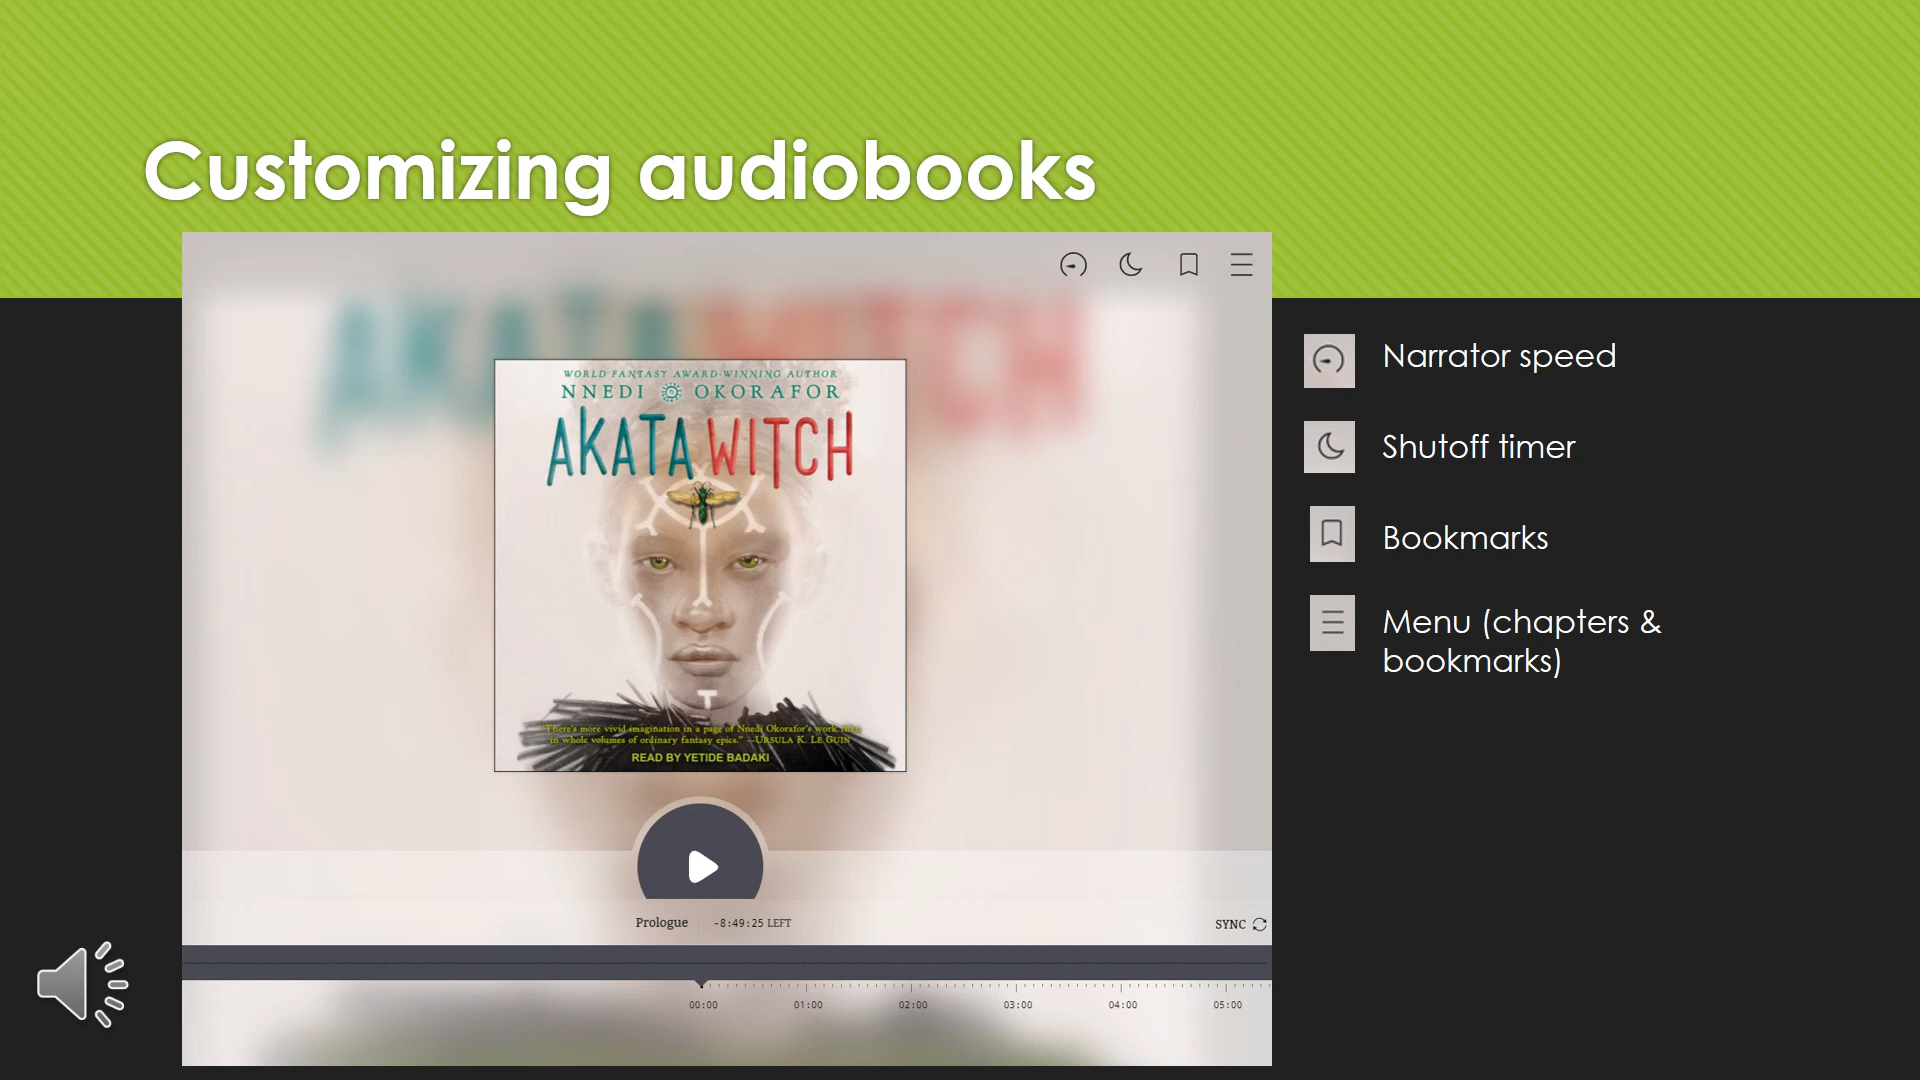 Customizing audiobooks
AKATA WITCH
WORLD FANTASY AWARD-WINNING AUTHOR
NNEDI OKORAFOR
AKATA WITCH
"There's more vivid imagination in a page of Nnedi Okorafor's work than
in whole volumes of ordinary fantasy epics." —URSULA K. LE GUIN
READ BY YETIDE BADAKI
Prologue -8:49:25 LEFT
SYNC
00:00 01:00 02:00 03:00 04:00 05:00
Narrator speed
Shutoff timer
Bookmarks
Menu (chapters &
bookmarks)